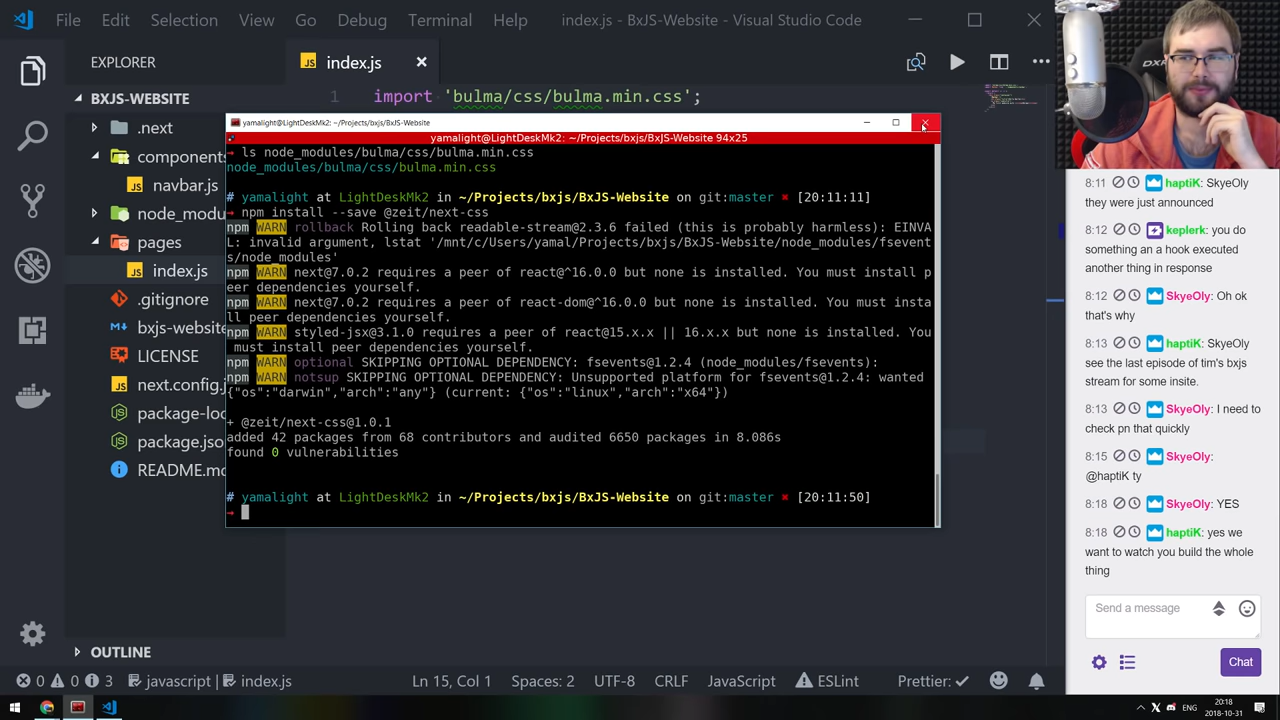 File Edit Selection View Go Debug Terminal Help index.js - BxJS-Website - Visual Studio Code
EXPLORER
BXJS-WEBSITE
.next
component
navbar.js
node_modu
pages
index.js
.gitignore
bxjs-website
LICENSE
next.config.
package-loc
package.jso
README.md
OUTLINE
index.js
1 import 'bulma/css/bulma.min.css';
yamalight@LightDeskMk2: ~/Projects/bxjs/BxJS-Website
yamalight@LightDeskMk2: ~/Projects/bxjs/BxJS-Website 94x25
→ ls node_modules/bulma/css/bulma.min.css
node_modules/bulma/css/bulma.min.css
# yamalight at LightDeskMk2 in ~/Projects/bxjs/BxJS-Website on git:master ✖ [20:11:11]
→ npm install --save @zeit/next-css
npm WARN rollback Rolling back readable-stream@2.3.6 failed (this is probably harmless): EINVA
L: invalid argument, lstat '/mnt/c/Users/yamal/Projects/bxjs/BxJS-Website/node_modules/fsevent
s/node_modules'
npm WARN next@7.0.2 requires a peer of react@^16.0.0 but none is installed. You must install p
eer dependencies yourself.
npm WARN next@7.0.2 requires a peer of react-dom@^16.0.0 but none is installed. You must insta
ll peer dependencies yourself.
npm WARN styled-jsx@3.1.0 requires a peer of react@15.x.x || 16.x.x but none is installed. You
must install peer dependencies yourself.
npm WARN optional SKIPPING OPTIONAL DEPENDENCY: fsevents@1.2.4 (node_modules/fsevents):
npm WARN notsup SKIPPING OPTIONAL DEPENDENCY: Unsupported platform for fsevents@1.2.4: wanted
{"os":"darwin","arch":"any"} (current: {"os":"linux","arch":"x64"})
+ @zeit/next-css@1.0.1
added 42 packages from 68 contributors and audited 6650 packages in 8.086s
found 0 vulnerabilities
# yamalight at LightDeskMk2 in ~/Projects/bxjs/BxJS-Website on git:master ✖ [20:11:50]
→
8:11 haptiK: SkyeOly
they were just announced
8:12 keplerk: you do
something an a hook executed
another thing in response
8:12 SkyeOly: Oh ok
that's why
8:13 haptiK: SkyeOly
see the last episode of tim's bxjs
stream for some insite.
8:13 SkyeOly: I need to
check pn that quickly
8:15 SkyeOly:
@haptiK ty
8:18 SkyeOly: YES
8:18 haptiK: yes we
want to watch you build the whole
thing
Send a message
Chat
0 0 3 javascript | index.js Ln 15, Col 1 Spaces: 2 UTF-8 CRLF JavaScript ESLint Prettier: ✓
ENG
20:18
2018-10-31